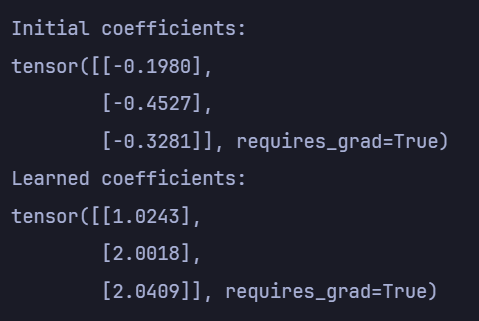 Initial coefficients:
tensor([[-0.1980],
        [-0.4527],
        [-0.3281]], requires_grad=True)
Learned coefficients:
tensor([[1.0243],
        [2.0018],
        [2.0409]], requires_grad=True)